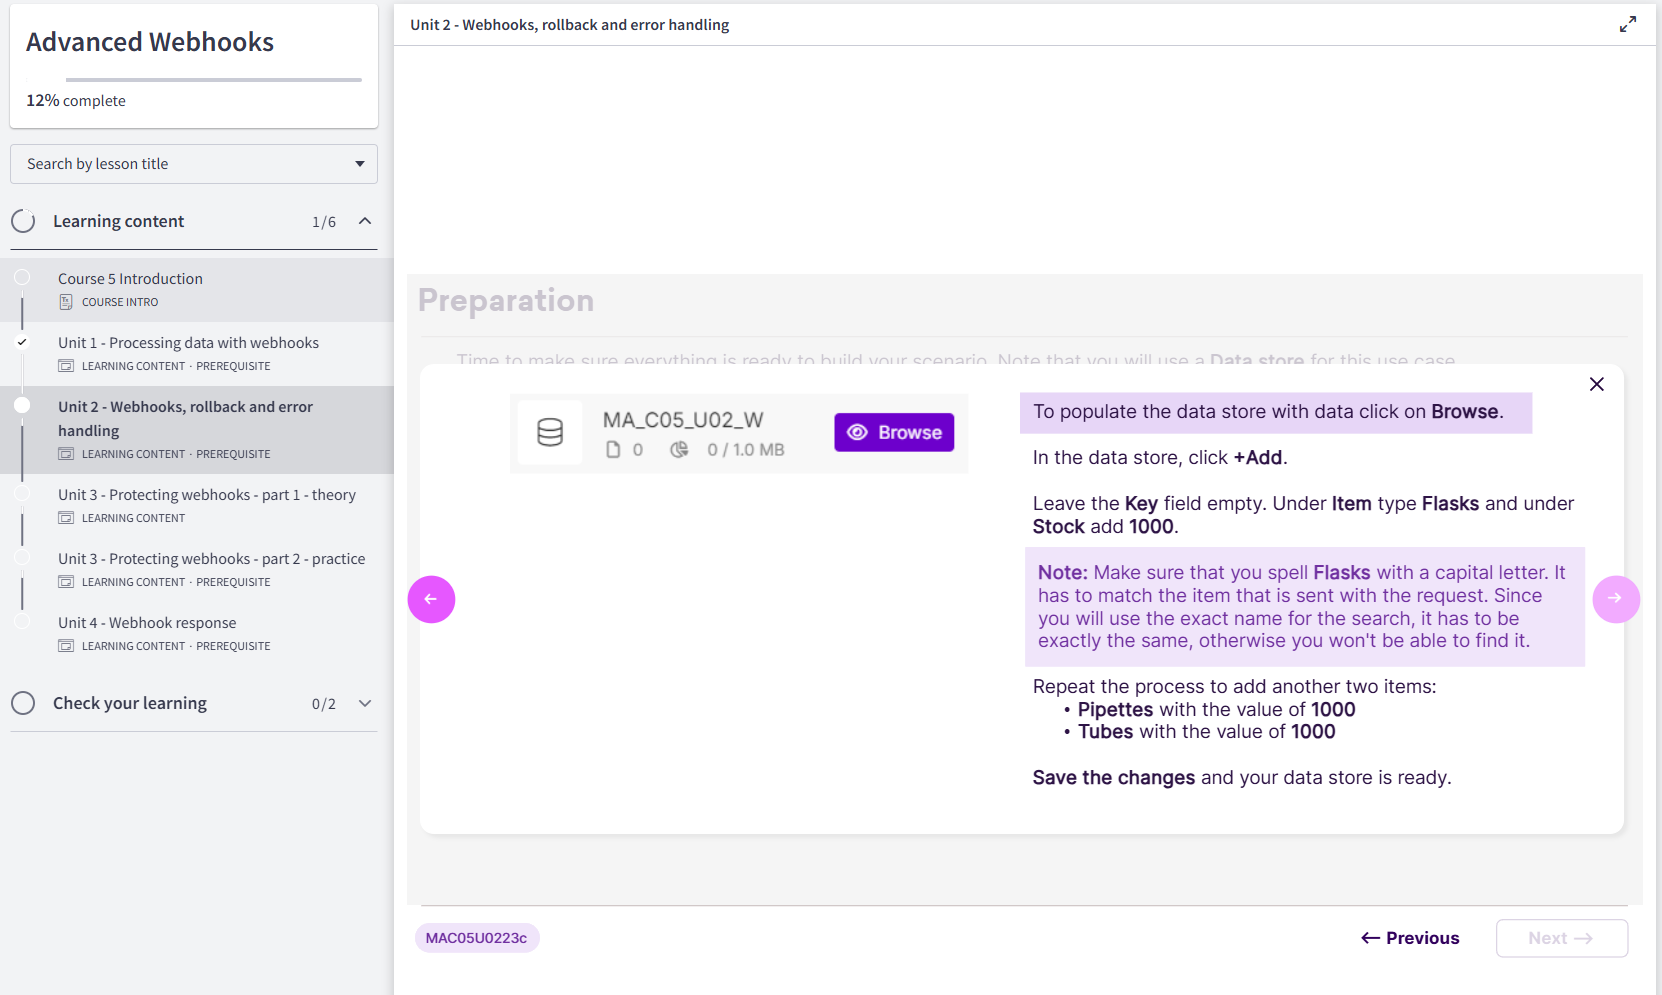 Advanced Webhooks
12% complete
Search by lesson title
Learning content 1/6
Course 5 Introduction
COURSE INTRO
Unit 1 - Processing data with webhooks
LEARNING CONTENT · PREREQUISITE
Unit 2 - Webhooks, rollback and error
handling
LEARNING CONTENT · PREREQUISITE
Unit 3 - Protecting webhooks - part 1 - theory
LEARNING CONTENT
Unit 3 - Protecting webhooks - part 2 - practice
LEARNING CONTENT · PREREQUISITE
Unit 4 - Webhook response
LEARNING CONTENT · PREREQUISITE
Check your learning 0/2
Unit 2 - Webhooks, rollback and error handling
Preparation
Time to make sure everything is ready to build your scenario. Note that you will use a Data store for this use case.
MA_C05_U02_W
0 0 / 1.0 MB
Browse
To populate the data store with data click on Browse.
In the data store, click +Add.
Leave the Key field empty. Under Item type Flasks and under
Stock add 1000.
Note: Make sure that you spell Flasks with a capital letter. It
has to match the item that is sent with the request. Since
you will use the exact name for the search, it has to be
exactly the same, otherwise you won't be able to find it.
Repeat the process to add another two items:
• Pipettes with the value of 1000
• Tubes with the value of 1000
Save the changes and your data store is ready.
MAC05U0223c
← Previous
Next →